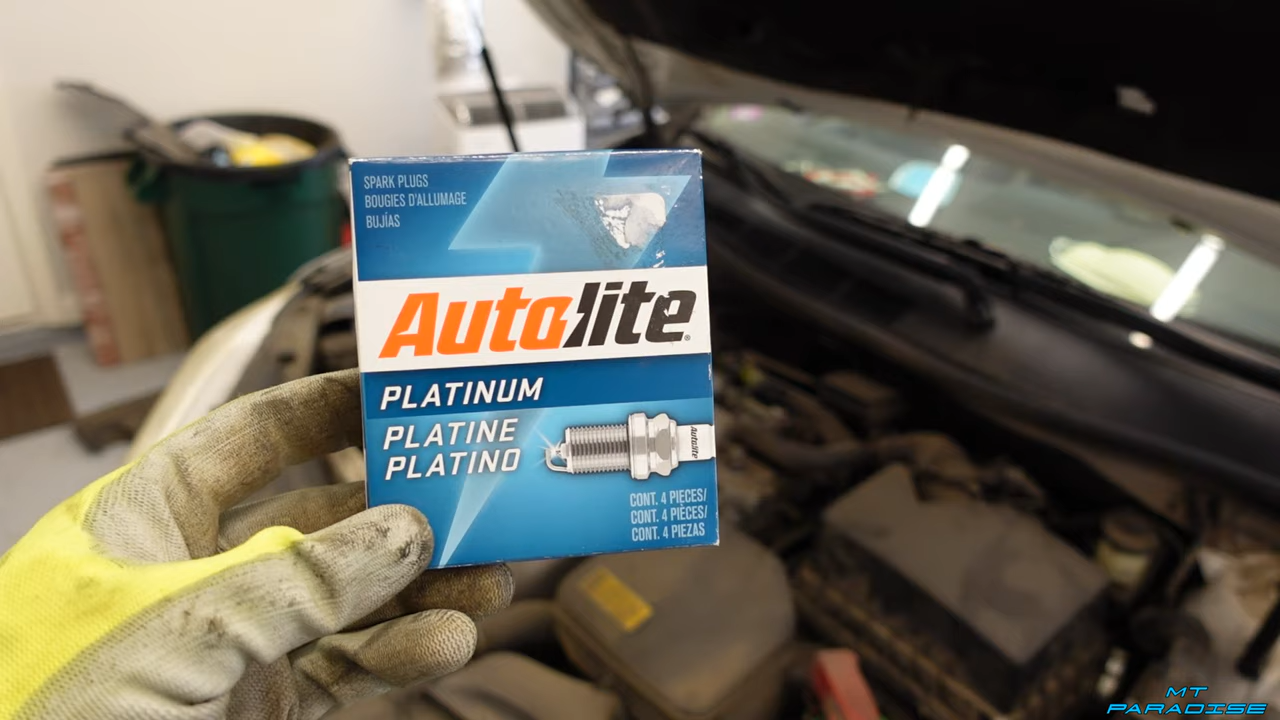 SPARK PLUGS
BOUGIES D'ALLUMAGE
BUJÍAS
Autolite®
PLATINUM
PLATINE
PLATINO
Autolite
CONT. 4 PIECES/
CONT. 4 PIÈCES/
CONT. 4 PIEZAS
MT
PARADISE